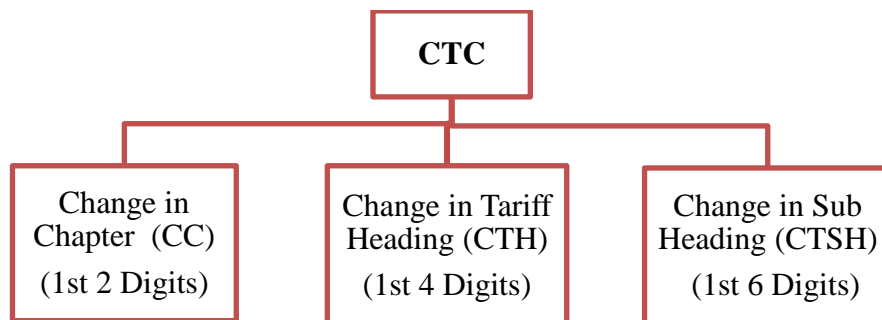 CTC
Change in
Chapter (CC)
(1st 2 Digits)
Change in Tariff
Heading (CTH)
(1st 4 Digits)
Change in Sub
Heading (CTSH)
(1st 6 Digits)